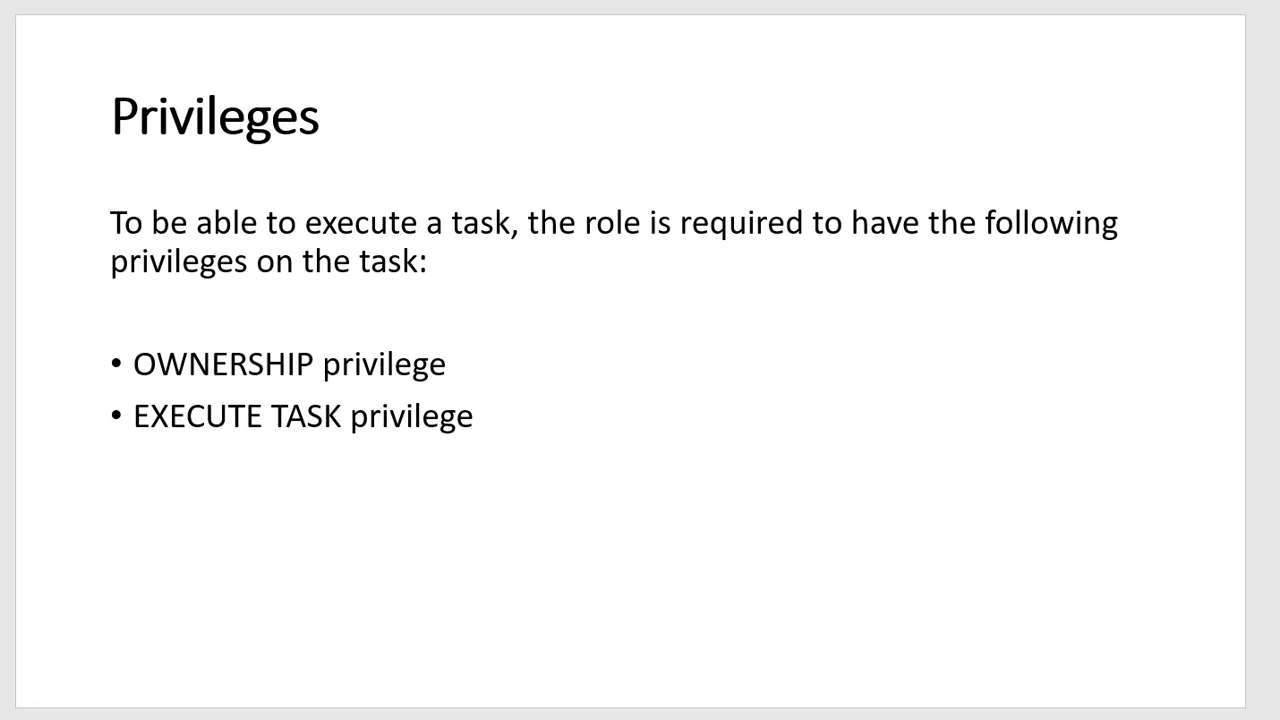 Privileges
To be able to execute a task, the role is required to have the following
privileges on the task:
• OWNERSHIP privilege
• EXECUTE TASK privilege